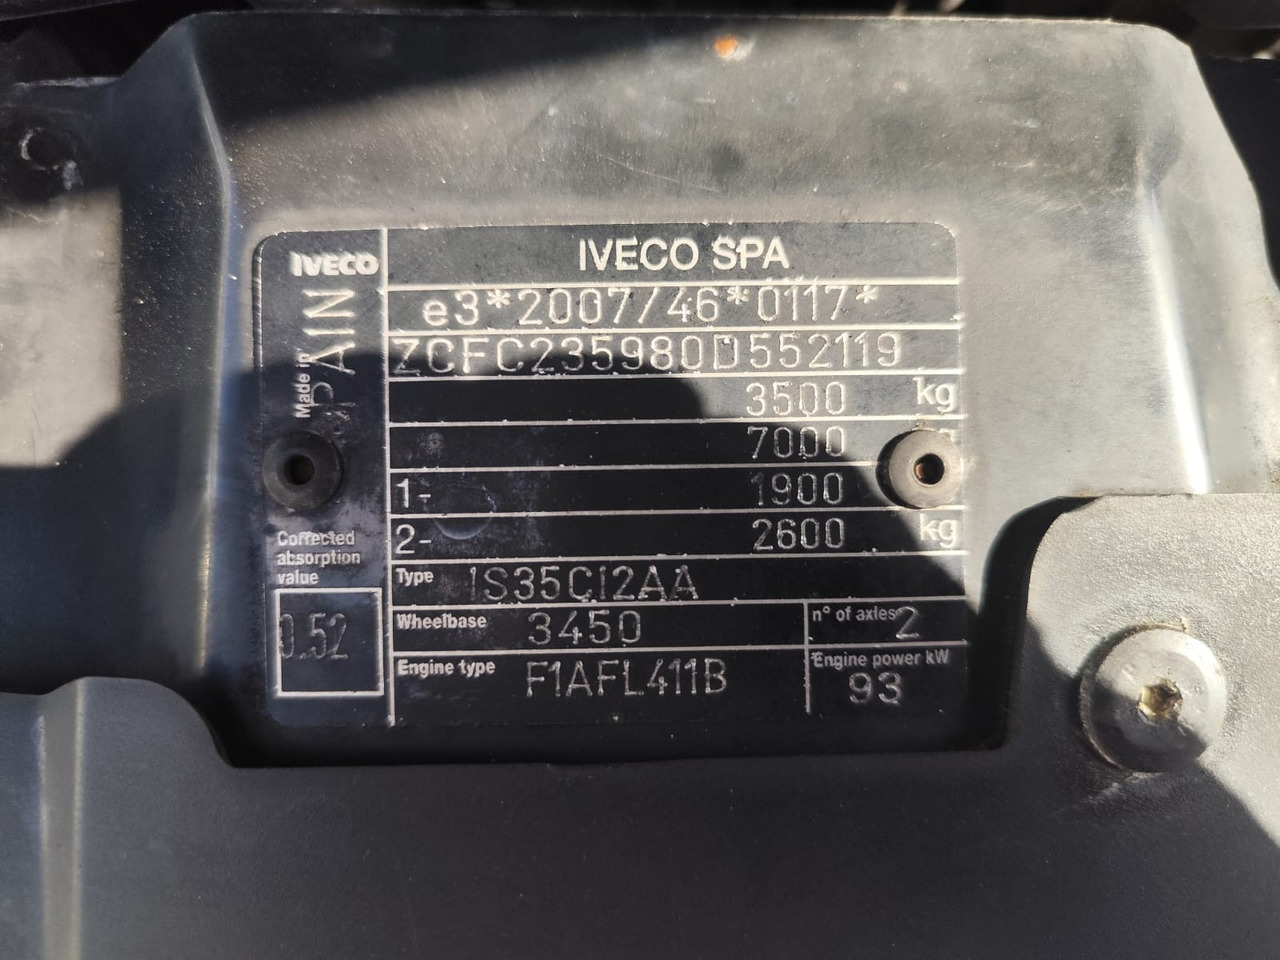 IVECO
Made in SPAIN
IVECO SPA
e3*2007/46*0117*
ZCFC235980D552119
3500 kg
7000
1- 1900
2- 2600 kg
Corrected
absorption
value
0.52
Type 1S35CI2AA
Wheelbase 3450
n° of axles 2
Engine type F1AFL411B
Engine power kW
93